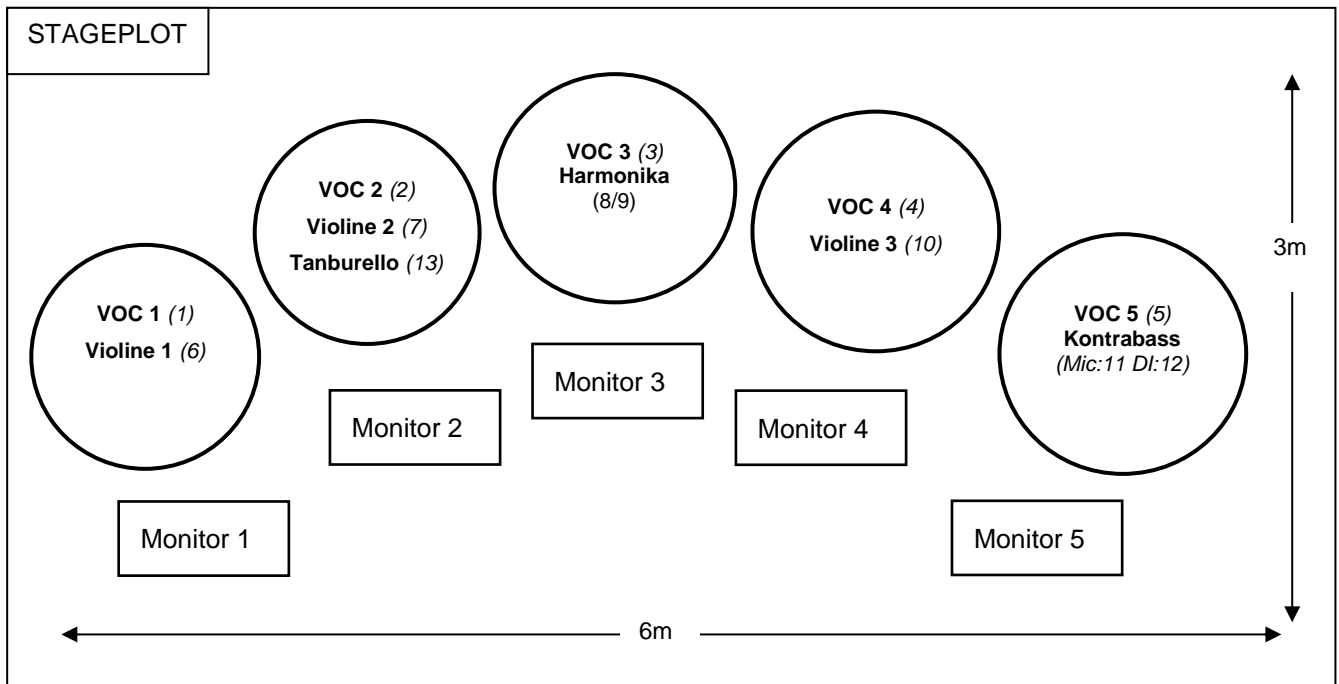 STAGEPLOT
VOC 1 (1)
Violine 1 (6)
VOC 2 (2)
Violine 2 (7)
Tanburello (13)
VOC 3 (3)
Harmonika
(8/9)
VOC 4 (4)
Violine 3 (10)
VOC 5 (5)
Kontrabass
(Mic:11 DI:12)
Monitor 1
Monitor 2
Monitor 3
Monitor 4
Monitor 5
3m
6m